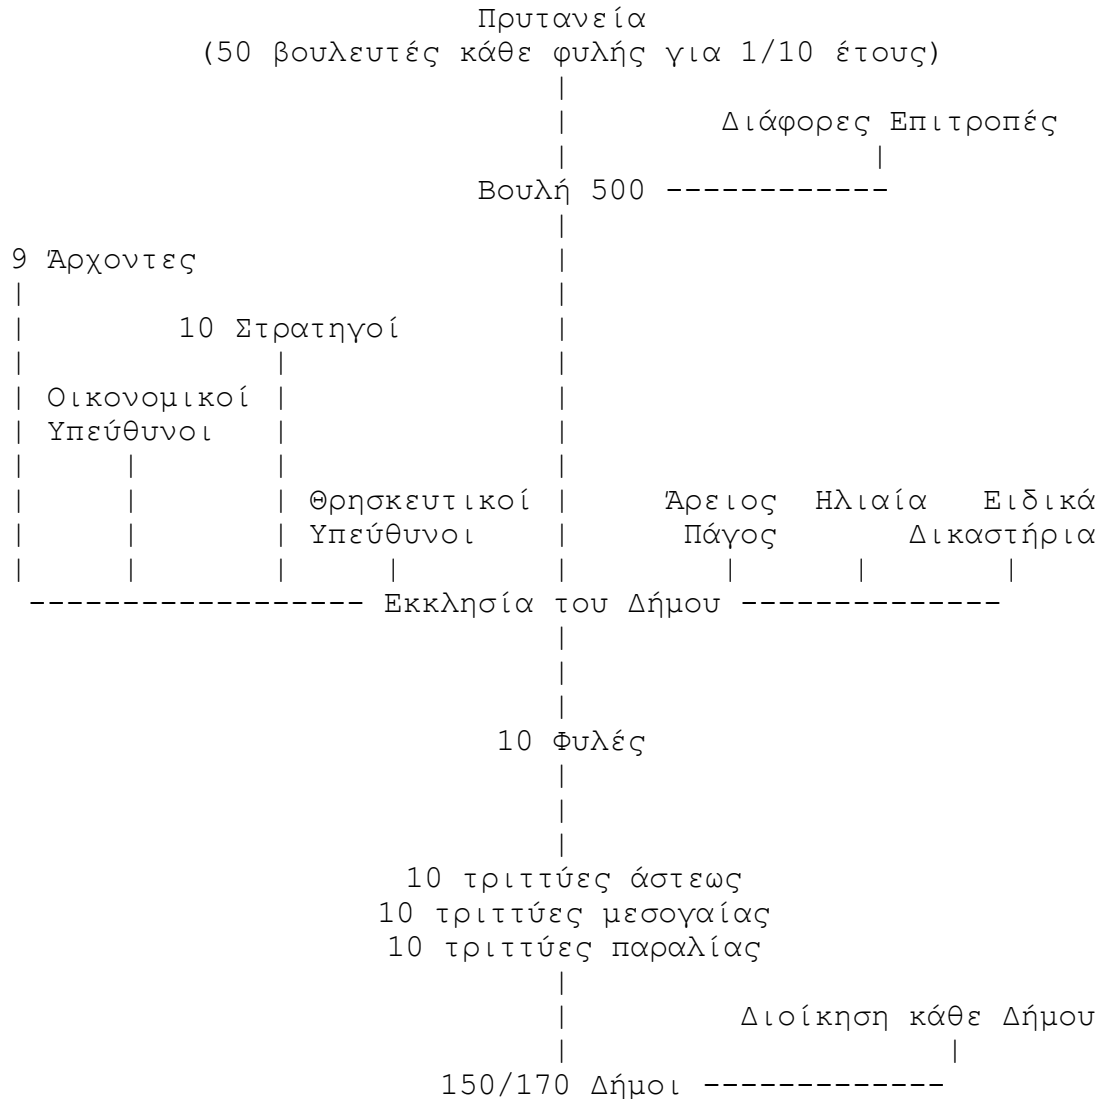 Πρυτανεία
(50 βουλευτές κάθε φυλής για 1/10 έτους)
Διάφορες Επιτροπές
Βουλή 500
9 Άρχοντες
10 Στρατηγοί
Οικονομικοί
Υπεύθυνοι
Θρησκευτικοί Άρειος Ηλιαία Ειδικά
Υπεύθυνοι Πάγος Δικαστήρια
Εκκλησία του Δήμου
10 Φυλές
10 τριττύες άστεως
10 τριττύες μεσογαίας
10 τριττύες παραλίας
Διοίκηση κάθε Δήμου
150/170 Δήμοι